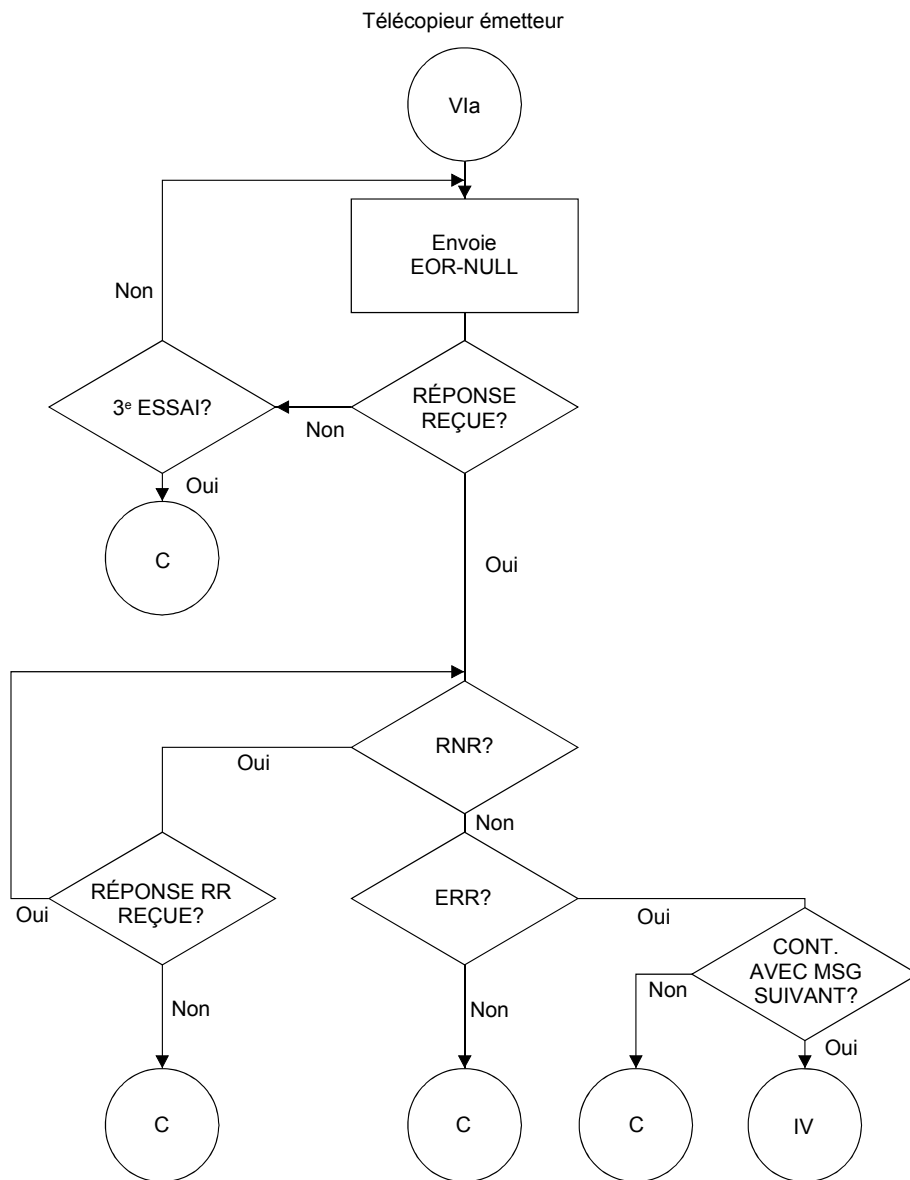 Télécopieur émetteur
VIa
Envoie
EOR-NULL
Non
3e ESSAI?
Non
RÉPONSE
REÇUE?
Oui
C
Oui
RNR?
Oui
Non
RÉPONSE RR
REÇUE?
Oui
ERR?
Oui
CONT.
AVEC MSG
SUIVANT?
Non
Non
Non
Oui
C
C
C
IV